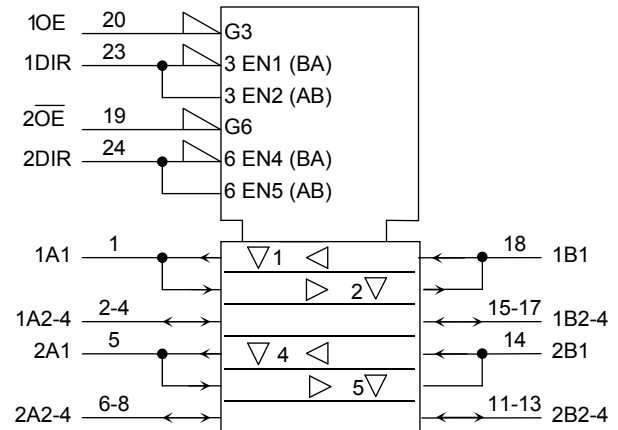 1OE 20 G3
1DIR 23 3 EN1 (BA)
3 EN2 (AB)
2O̅E̅ 19 G6
2DIR 24 6 EN4 (BA)
6 EN5 (AB)
1A1 1 ▽1 ◁ 18 1B1
▷ 2▽
1A2-4 2-4 15-17 1B2-4
2A1 5 ▽ 4 ◁ 14 2B1
▷ 5▽
2A2-4 6-8 11-13 2B2-4